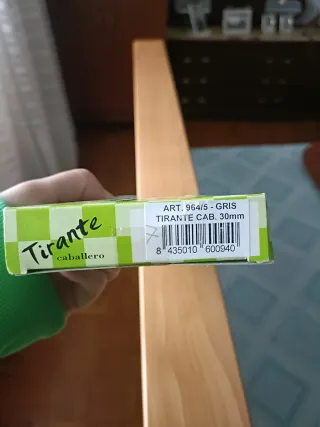 Tirante
caballero
ART. 964/5 - GRIS
TIRANTE CAB. 30mm
8 435010 600940